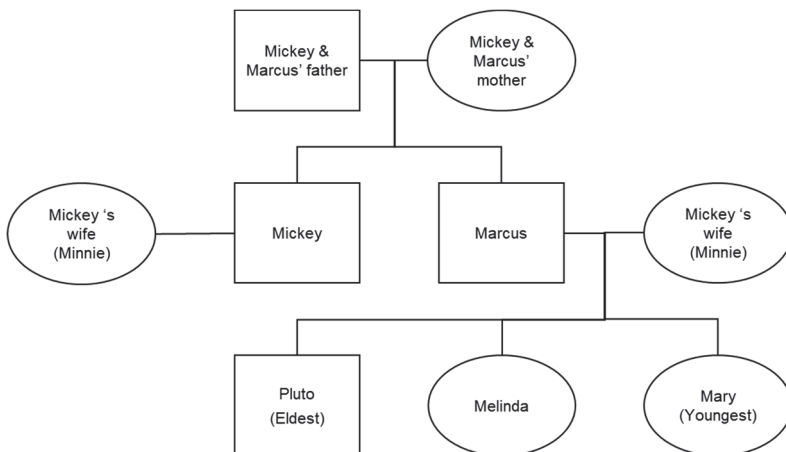 Mickey &
Marcus' father
Mickey &
Marcus'
mother
Mickey 's
wife
(Minnie)
Mickey
Marcus
Mickey 's
wife
(Minnie)
Pluto
(Eldest)
Melinda
Mary
(Youngest)